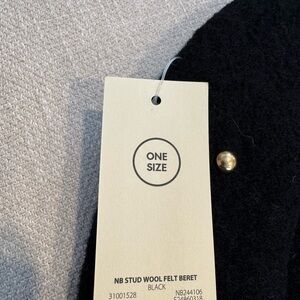 ONE
SIZE
NB STUD WOOL FELT BERET
BLACK
31001528 NB244106